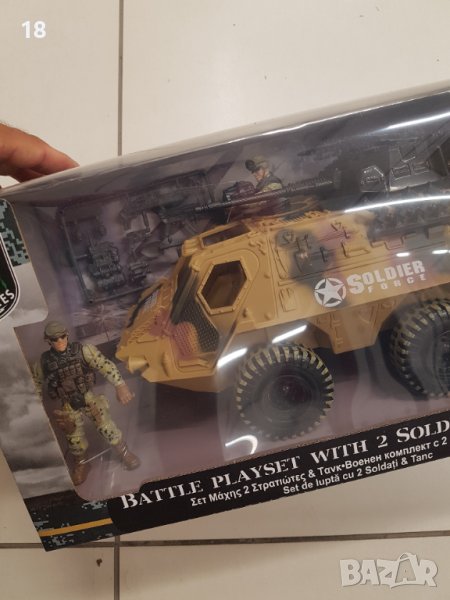 18
SOLDIER
FORCE
BATTLE PLAYSET WITH 2
Σετ Μάχης 2 Στρατιώτες & Τανκ•Военен комплект с 2
Set de luptă cu 2 Soldați & Tanc
BAZAR